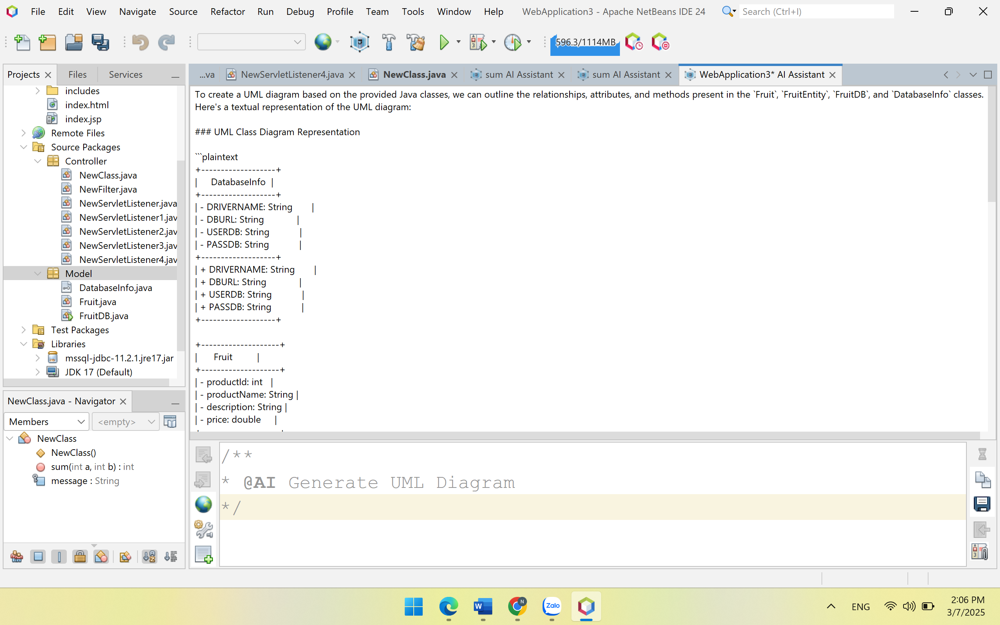 File Edit View Navigate Source Refactor Run Debug Profile Team Tools Window Help WebApplication3 - Apache NetBeans IDE 24 Search (Ctrl+I)
596.3/1114MB
Projects Files Services
...va NewServletListener4.java NewClass.java sum AI Assistant sum AI Assistant WebApplication3* AI Assistant
includes
index.html
index.jsp
Remote Files
Source Packages
Controller
NewClass.java
NewFilter.java
NewServletListener.java
NewServletListener1.jav
NewServletListener2.jav
NewServletListener3.jav
NewServletListener4.jav
Model
DatabaseInfo.java
Fruit.java
FruitDB.java
Test Packages
Libraries
mssql-jdbc-11.2.1.jre17.jar
JDK 17 (Default)
NewClass.java - Navigator
Members <empty>
NewClass
NewClass()
sum(int a, int b) : int
message : String
To create a UML diagram based on the provided Java classes, we can outline the relationships, attributes, and methods present in the `Fruit`, `FruitEntity`, `FruitDB`, and `DatabaseInfo` classes.
Here's a textual representation of the UML diagram:
### UML Class Diagram Representation
```plaintext
+-------------------+
| DatabaseInfo |
+-------------------+
| - DRIVERNAME: String |
| - DBURL: String |
| - USERDB: String |
| - PASSDB: String |
+-------------------+
| + DRIVERNAME: String |
| + DBURL: String |
| + USERDB: String |
| + PASSDB: String |
+-------------------+
+--------------------+
| Fruit |
+--------------------+
| - productId: int |
| - productName: String |
| - description: String |
| - price: double |
/**
* @AI Generate UML Diagram
*/
ENG
2:06 PM
3/7/2025